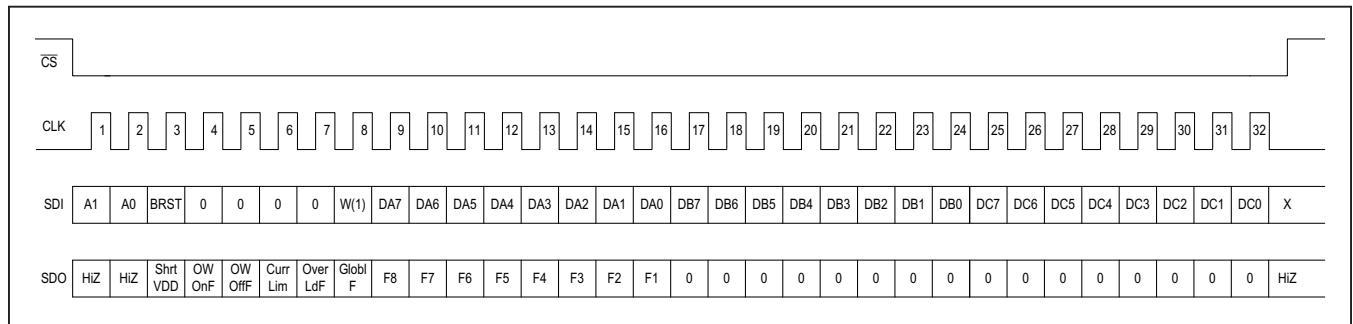 CS
CLK 1 2 3 4 5 6 7 8 9 10 11 12 13 14 15 16 17 18 19 20 21 22 23 24 25 26 27 28 29 30 31 32
SDI A1 A0 BRST 0 0 0 0 W(1) DA7 DA6 DA5 DA4 DA3 DA2 DA1 DA0 DB7 DB6 DB5 DB4 DB3 DB2 DB1 DB0 DC7 DC6 DC5 DC4 DC3 DC2 DC1 DC0 X
SDO HiZ HiZ Shrt VDD OW OnF OW OffF Curr Lim Over LdF Globl F F8 F7 F6 F5 F4 F3 F2 F1 0 0 0 0 0 0 0 0 0 0 0 0 0 0 0 0 HiZ